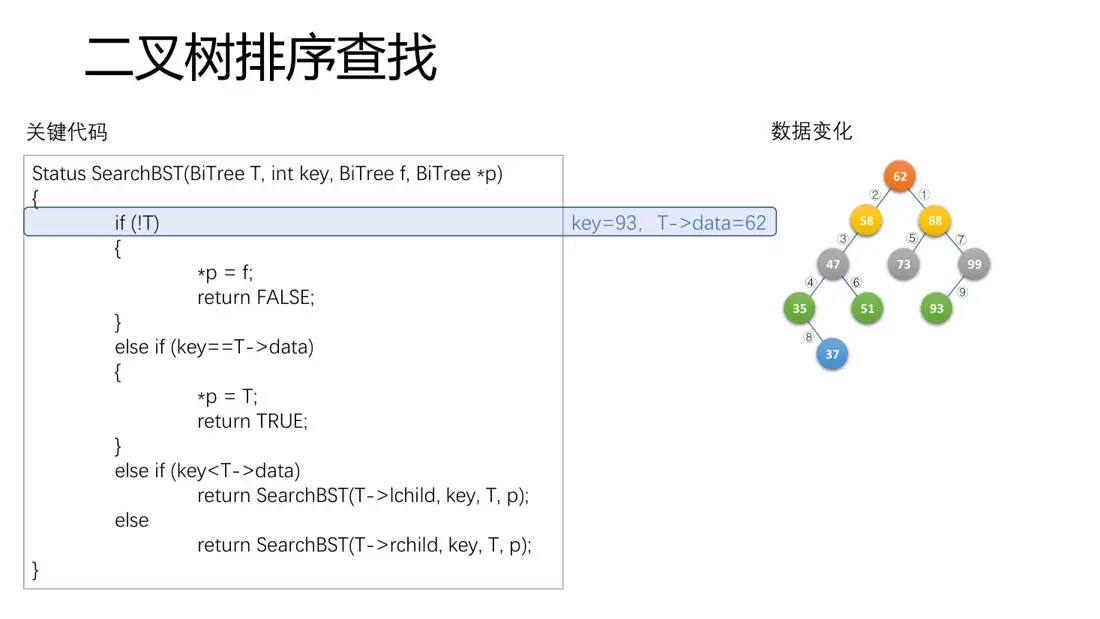 二叉树排序查找
关键代码
数据变化
Status SearchBST(BiTree T, int key, BiTree f, BiTree *p)
{
if (!T)
key=93, T->data=62
{
*p = f;
return FALSE;
}
else if (key==T->data)
{
*p = T;
return TRUE;
}
else if (key<T->data)
return SearchBST(T->lchild, key, T, p);
else
return SearchBST(T->rchild, key, T, p);
}
62
② ①
58 88
③ ⑤ ⑦
47 73 99
④ ⑥ ⑨
35 51 93
⑧
37